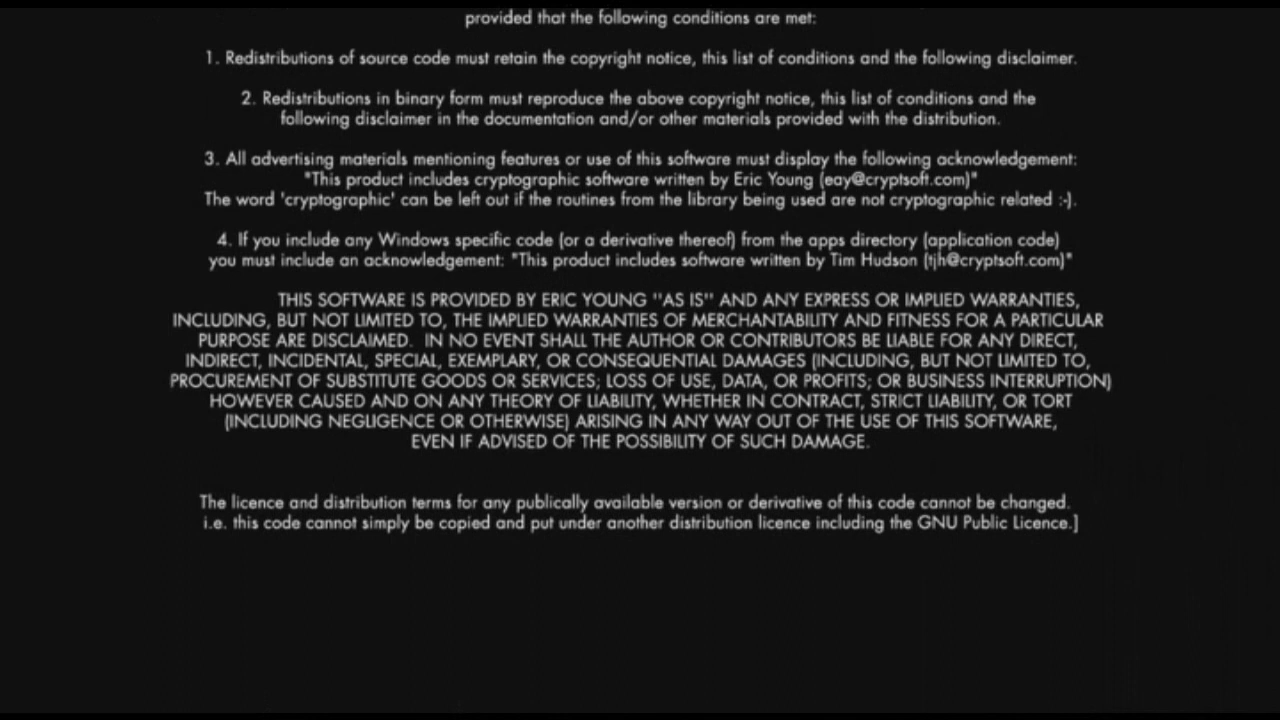 provided that the following conditions are met:
1. Redistributions of source code must retain the copyright notice, this list of conditions and the following disclaimer.
2. Redistributions in binary form must reproduce the above copyright notice, this list of conditions and the
following disclaimer in the documentation and/or other materials provided with the distribution.
3. All advertising materials mentioning features or use of this software must display the following acknowledgement:
"This product includes cryptographic software written by Eric Young (eay@cryptsoft.com)"
The word 'cryptographic' can be left out if the routines from the library being used are not cryptographic related :-).
4. If you include any Windows specific code (or a derivative thereof) from the apps directory (application code)
you must include an acknowledgement: "This product includes software written by Tim Hudson (tjh@cryptsoft.com)"
THIS SOFTWARE IS PROVIDED BY ERIC YOUNG ''AS IS'' AND ANY EXPRESS OR IMPLIED WARRANTIES,
INCLUDING, BUT NOT LIMITED TO, THE IMPLIED WARRANTIES OF MERCHANTABILITY AND FITNESS FOR A PARTICULAR
PURPOSE ARE DISCLAIMED.  IN NO EVENT SHALL THE AUTHOR OR CONTRIBUTORS BE LIABLE FOR ANY DIRECT,
INDIRECT, INCIDENTAL, SPECIAL, EXEMPLARY, OR CONSEQUENTIAL DAMAGES (INCLUDING, BUT NOT LIMITED TO,
PROCUREMENT OF SUBSTITUTE GOODS OR SERVICES; LOSS OF USE, DATA, OR PROFITS; OR BUSINESS INTERRUPTION)
HOWEVER CAUSED AND ON ANY THEORY OF LIABILITY, WHETHER IN CONTRACT, STRICT LIABILITY, OR TORT
(INCLUDING NEGLIGENCE OR OTHERWISE) ARISING IN ANY WAY OUT OF THE USE OF THIS SOFTWARE,
EVEN IF ADVISED OF THE POSSIBILITY OF SUCH DAMAGE.
The licence and distribution terms for any publically available version or derivative of this code cannot be changed.
i.e. this code cannot simply be copied and put under another distribution licence including the GNU Public Licence.]